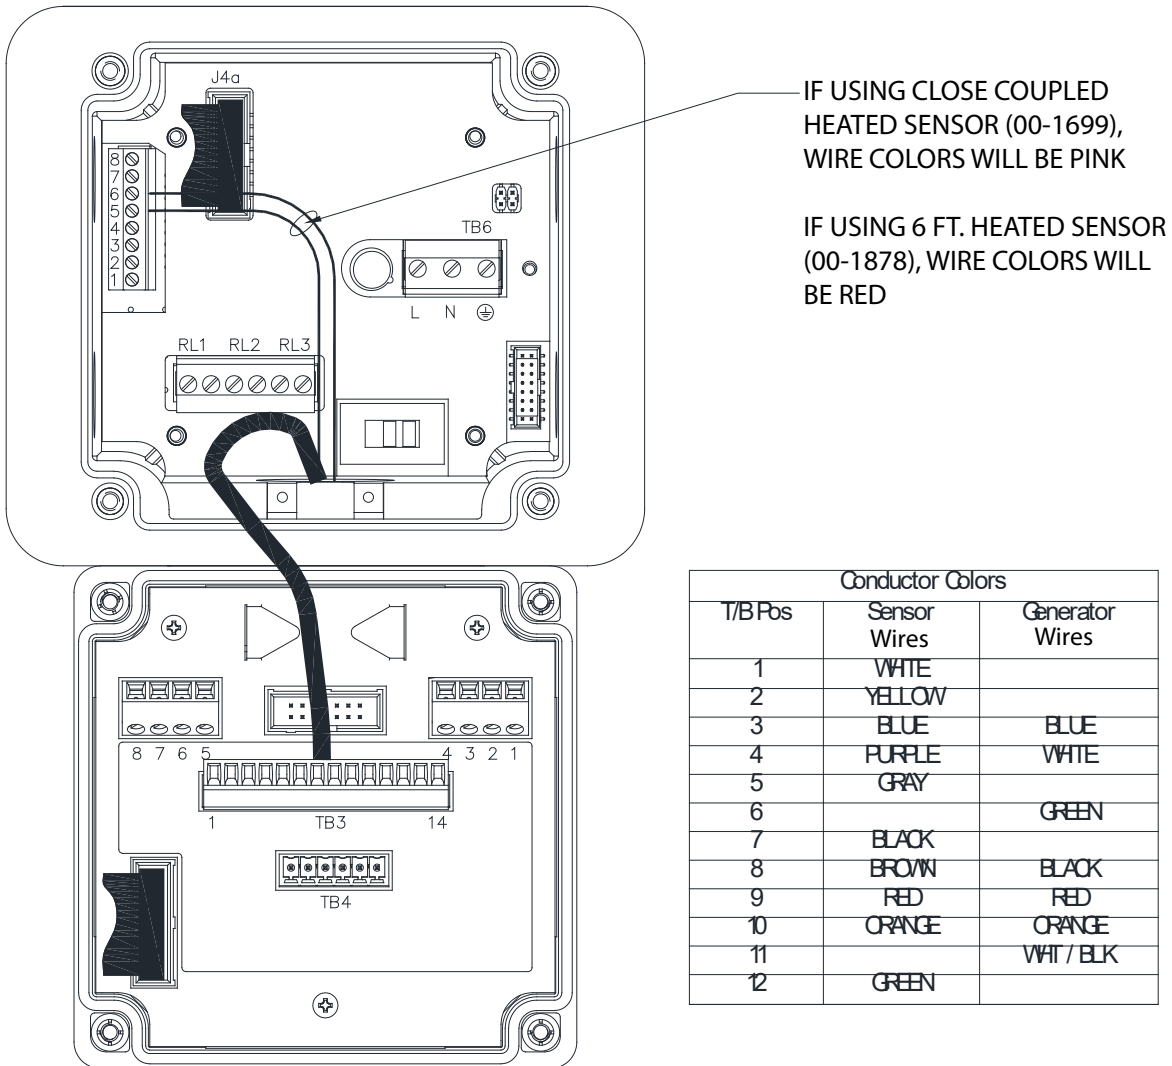 J4a
IF USING CLOSE COUPLED
HEATED SENSOR (00-1699),
WIRE COLORS WILL BE PINK
IF USING 6 FT. HEATED SENSOR
(00-1878), WIRE COLORS WILL
BE RED
8
7
6
5
4
3
2
1
TB6
L N
RL1 RL2 RL3
8 7 6 5
4 3 2 1
1 TB3 14
TB4
Conductor Colors
T/B Pos Sensor Wires Generator Wires
1 WHITE
2 YELLOW
3 BLUE BLUE
4 PURPLE WHITE
5 GRAY
6 GREEN
7 BLACK
8 BROWN BLACK
9 RED RED
10 ORANGE ORANGE
11 WHT / BLK
12 GREEN